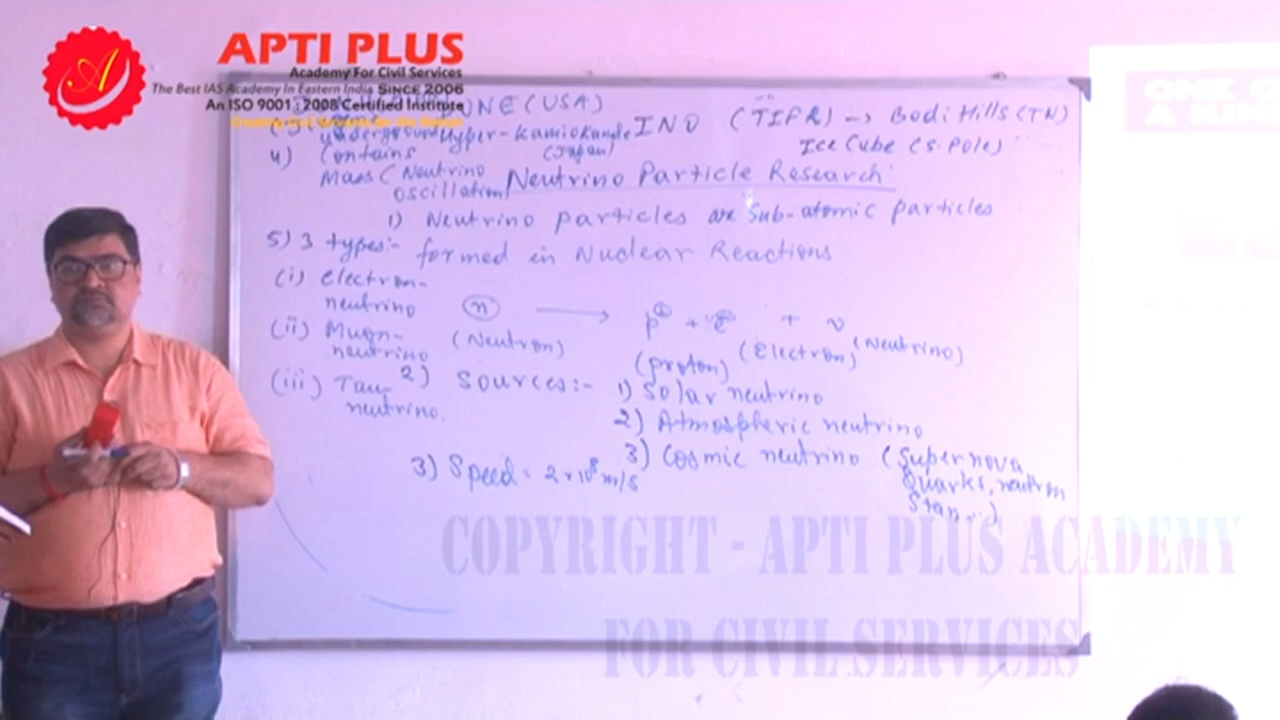 APTI PLUS
Academy For Civil Services
The Best IAS Academy In Eastern India SINCE 2006
An ISO 9001 : 2008 Certified Institute
ONE (USA)
INO (TIFR) → Bodi Hills (TN)
underground Hyper-Kamiokande
(Japan)
Ice Cube (S. Pole)
4) Contains
Mass (Neutrino
oscillation)
Neutrino Particle Research
1) Neutrino particles are Sub-atomic particles
formed in Nuclear Reactions
5) 3 types:-
(i) electron-
neutrino
(ii) Muon-
neutrino
(iii) Tau-
neutrino.
n → p + e + ν
(Neutron) (proton) (Electron) (Neutrino)
2) Sources:- 1) Solar neutrino
2) Atmospheric neutrino
3) Cosmic neutrino (Supernova
Quarks, neutron
Star...)
3) Speed = 2 x 10⁸ m/s
ONE O
A KIN
COPYRIGHT - APTI PLUS ACADEMY
FOR CIVIL SERVICES